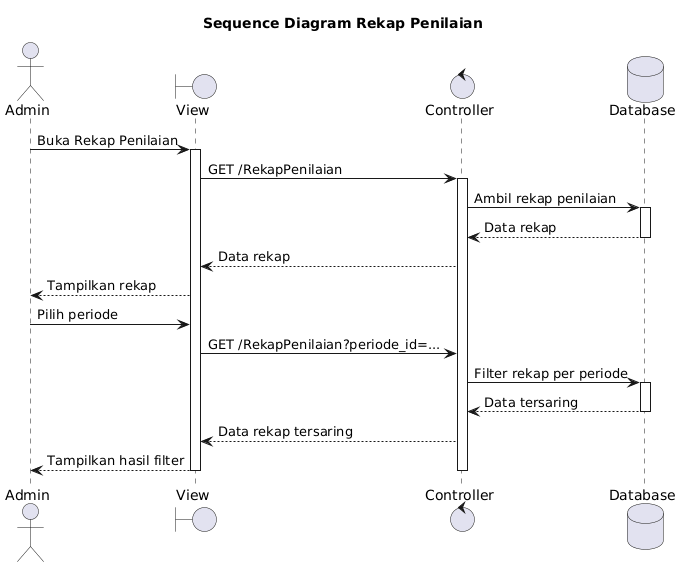 Sequence Diagram Rekap Penilaian
Admin
View
Controller
Database
Buka Rekap Penilaian
GET /RekapPenilaian
Ambil rekap penilaian
Data rekap
Data rekap
Tampilkan rekap
Pilih periode
GET /RekapPenilaian?periode_id=...
Filter rekap per periode
Data tersaring
Data rekap tersaring
Tampilkan hasil filter
Admin
View
Controller
Database